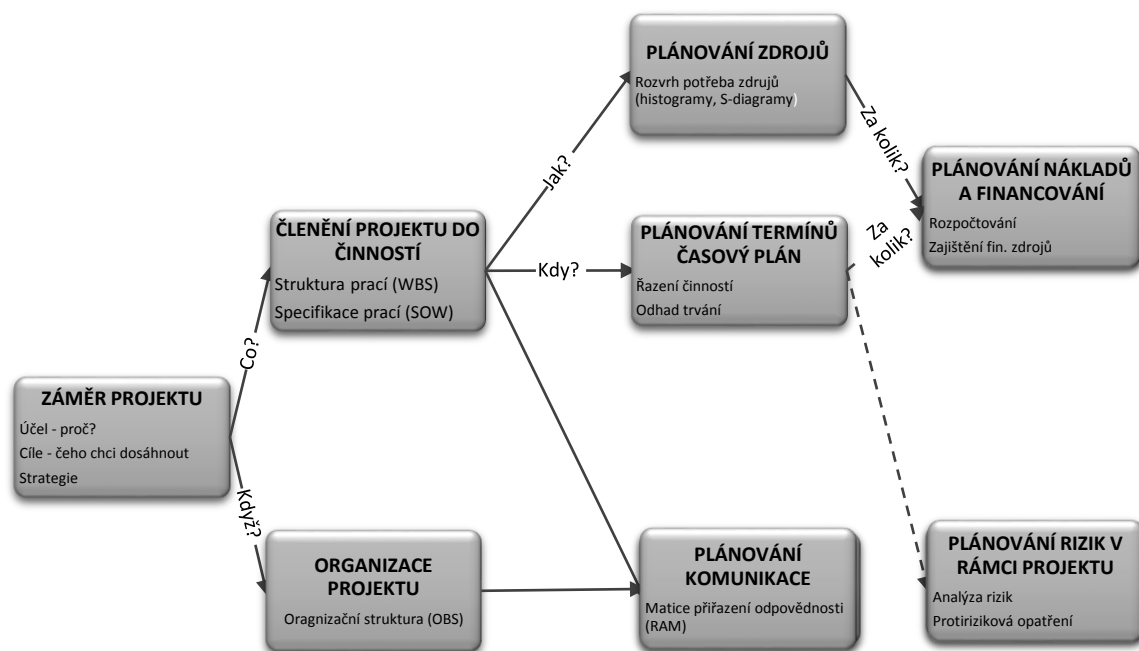 PLÁNOVÁNÍ ZDROJŮ
Rozvrh potřeba zdrujů
(histogramy, S-diagramy)
Za kolik?
PLÁNOVÁNÍ NÁKLADŮ
A FINANCOVÁNÍ
Rozpočtování
Zajištění fin. zdrojů
Jak?
ČLENĚNÍ PROJEKTU DO
ČINNOSTÍ
Struktura prací (WBS)
Specifikace prací (SOW)
Kdy?
PLÁNOVÁNÍ TERMÍNŮ
ČASOVÝ PLÁN
Řazení činností
Odhad trvání
Za
kolik?
Co?
ZÁMĚR PROJEKTU
Účel - proč?
Cíle - čeho chci dosáhnout
Strategie
Když?
ORGANIZACE
PROJEKTU
Oragnizační struktura (OBS)
PLÁNOVÁNÍ
KOMUNIKACE
Matice přiřazení odpovědnosti
(RAM)
PLÁNOVÁNÍ RIZIK V
RÁMCI PROJEKTU
Analýza rizik
Protiriziková opatření